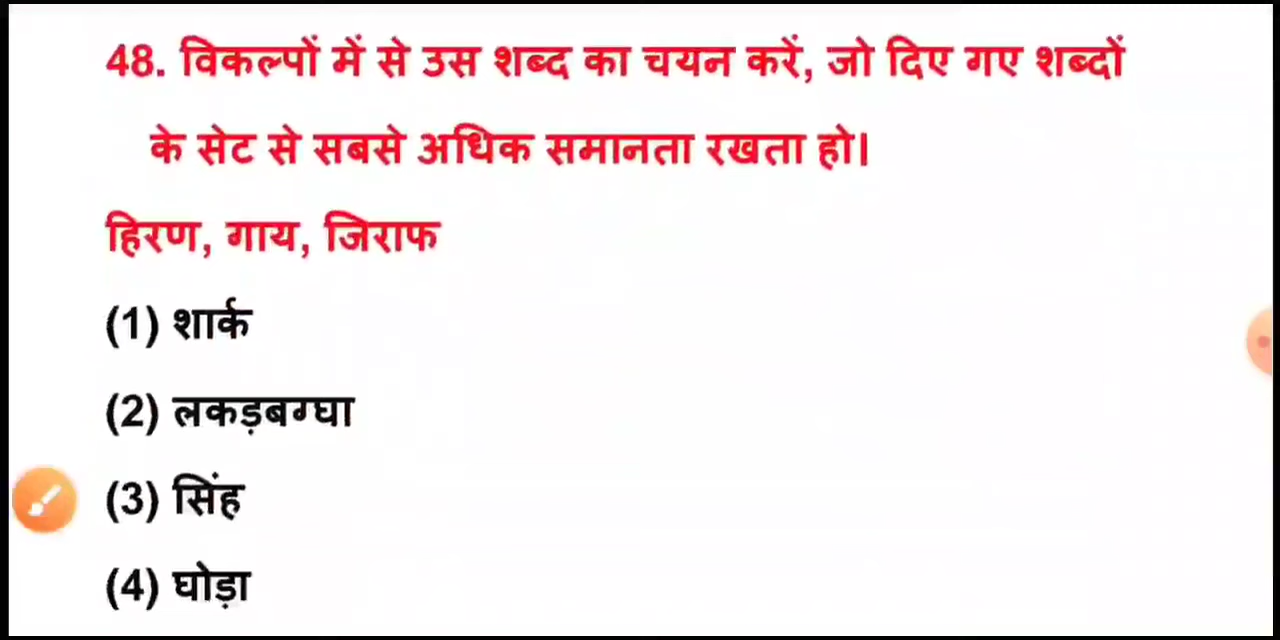 48. विकल्पों में से उस शब्द का चयन करें, जो दिए गए शब्दों
के सेट से सबसे अधिक समानता रखता हो।
हिरण, गाय, जिराफ
(1) शार्क
(2) लकड़बग्घा
(3) सिंह
(4) घोड़ा